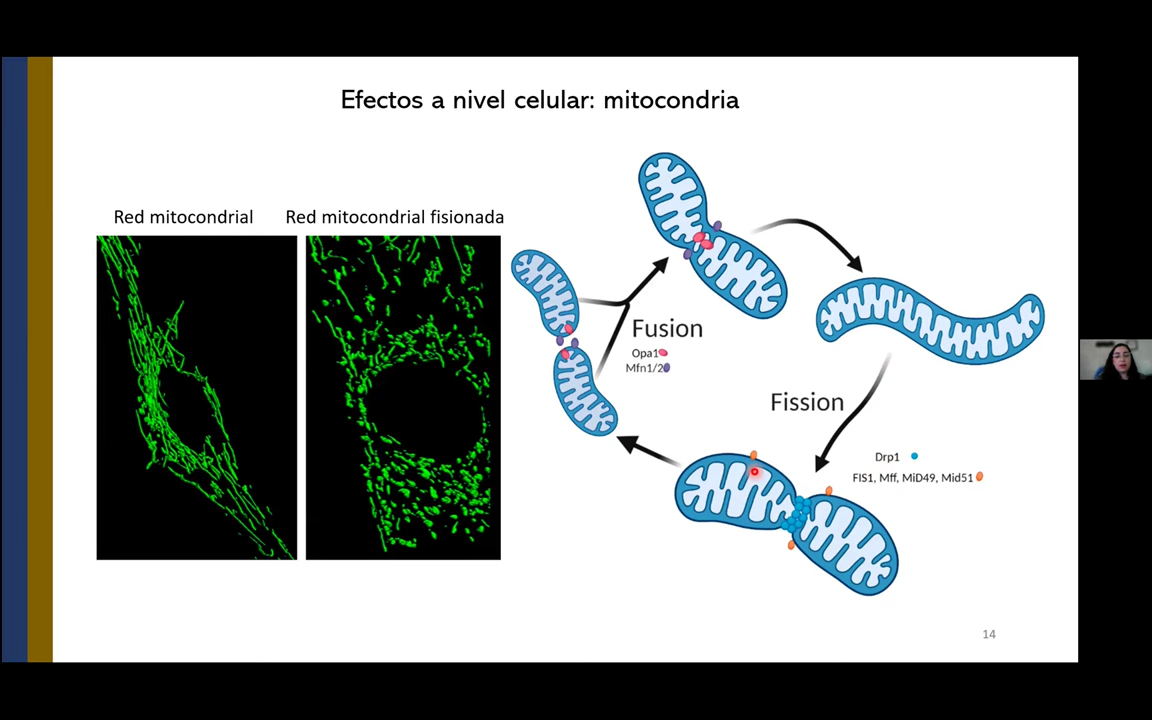 Efectos a nivel celular: mitocondria
Red mitocondrial
Red mitocondrial fisionada
Fusion
Opa1
Mfn1/2
Fission
Drp1
FIS1, Mff, MiD49, Mid51
14